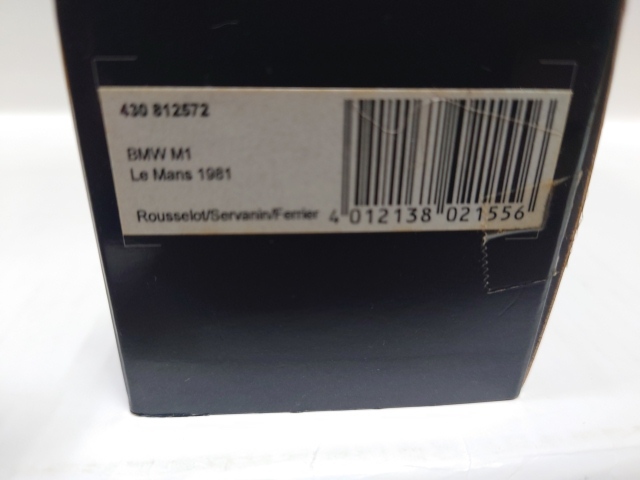 430 812572
BMW M1
Le Mans 1981
Rousselot/Servanin/Ferrier
4 012138 021556